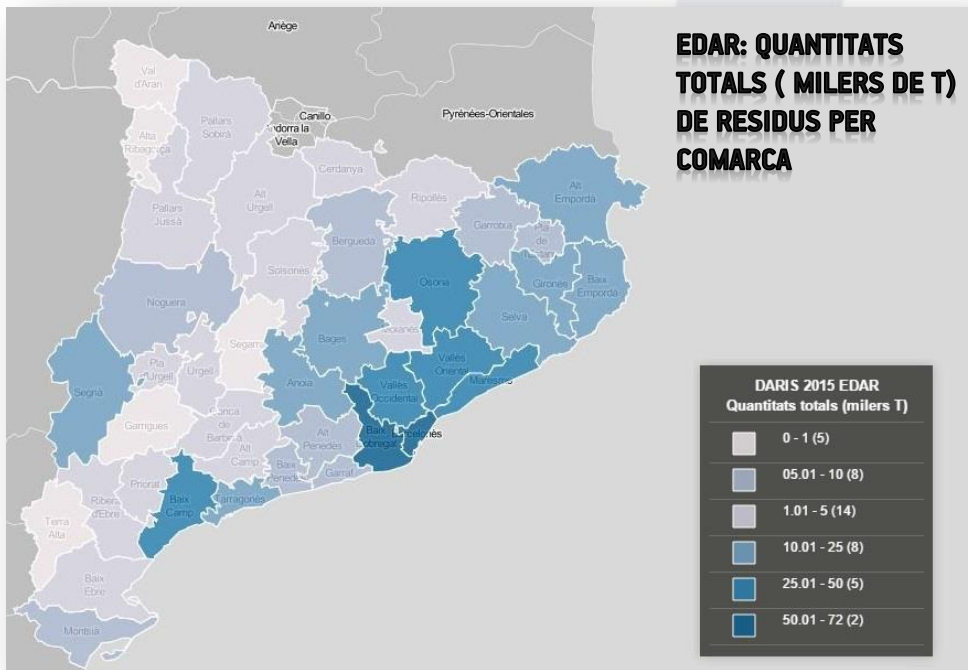 EDAR: QUANTITATS
TOTALS ( MILERS DE T)
DE RESIDUS PER
COMARCA
Ariège
Val
d'Aran
Canillo
Pyrénées-Orientales
Pallars
Sobirà
Andorra la
Vella
Alta
Ribagorça
Cerdanya
Alt
Empordà
Ripollès
Pallars
Jussà
Alt
Urgell
Garrotxa
Pla
de
Berguedà
Solsonès
Osona
Gironès
Baix
Empordà
Noguera
Selva
Segarra
Bages
Vallès
Oriental
Pla
d'Urgell
Urgell
Segrià
Anoia
Vallès
Occidental
Maresme
Garrigues
Conca
de
Barberà
Alt
Penedès
Baix
Llobregat
Barcelonès
Alt
Camp
Baix
Penedès
Garraf
Priorat
Ribera
d'Ebre
Baix
Camp
Tarragonès
Terra
Alta
Baix
Ebre
Montsià
DARIS 2015 EDAR
Quantitats totals (milers T)
0 - 1 (5)
05.01 - 10 (8)
1.01 - 5 (14)
10.01 - 25 (8)
25.01 - 50 (5)
50.01 - 72 (2)